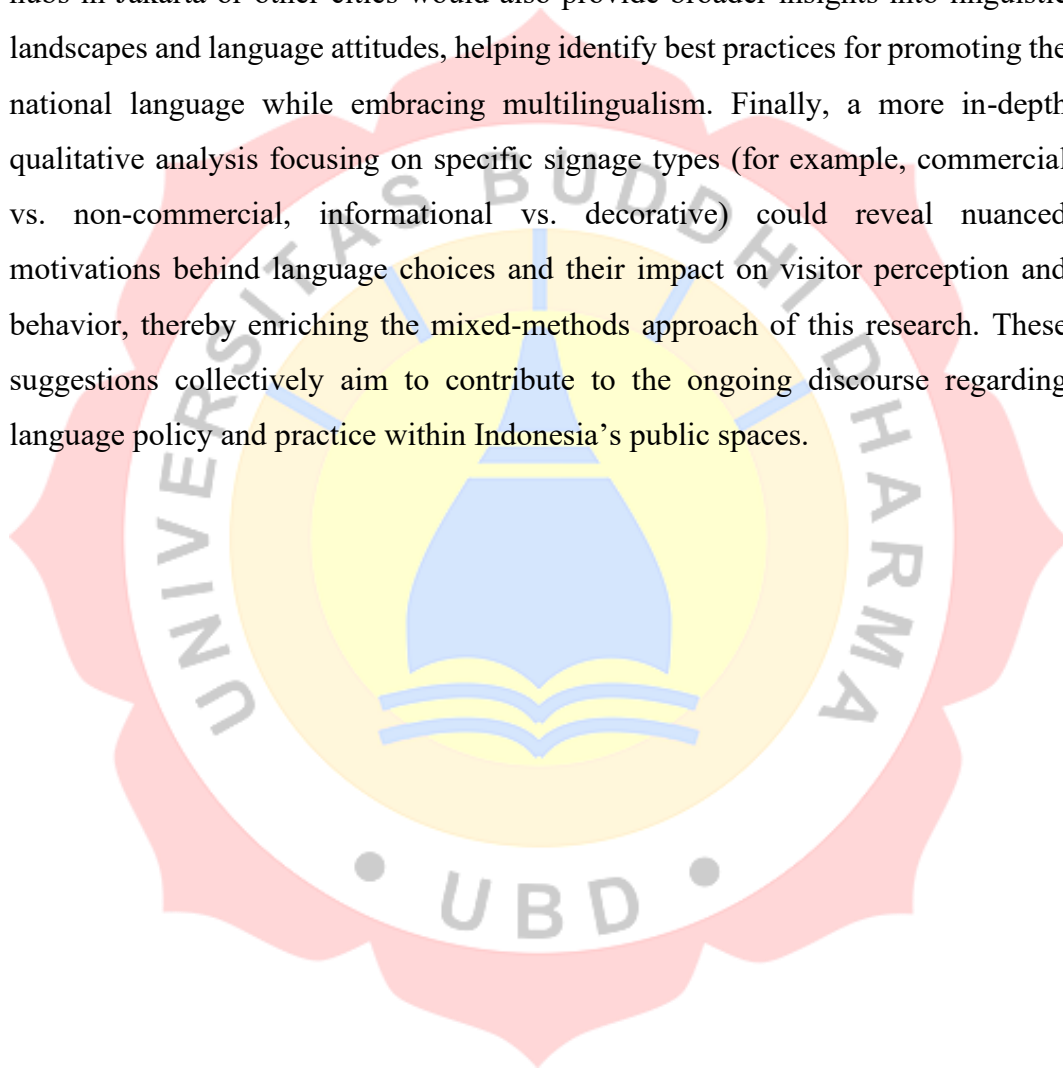 hubs in Jakarta or other cities would also provide broader insights into linguistic
landscapes and language attitudes, helping identify best practices for promoting the
national language while embracing multilingualism. Finally, a more in-depth
qualitative analysis focusing on specific signage types (for example, commercial
vs. non-commercial, informational vs. decorative) could reveal nuanced
motivations behind language choices and their impact on visitor perception and
behavior, thereby enriching the mixed-methods approach of this research. These
suggestions collectively aim to contribute to the ongoing discourse regarding
language policy and practice within Indonesia’s public spaces.
UNIVERSITAS BUDDHI DHARMA
• UBD •